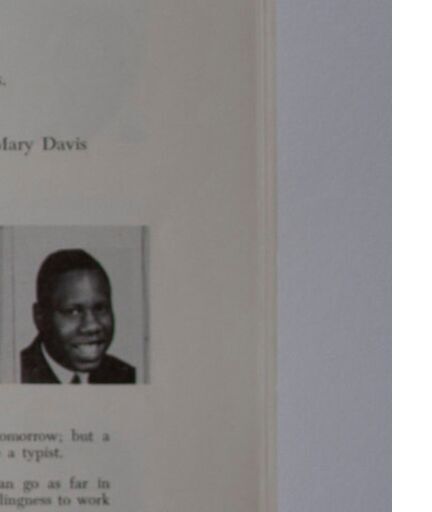 s.
Mary Davis
omorrow; but a
a typist.
an go as far in
lingness to work